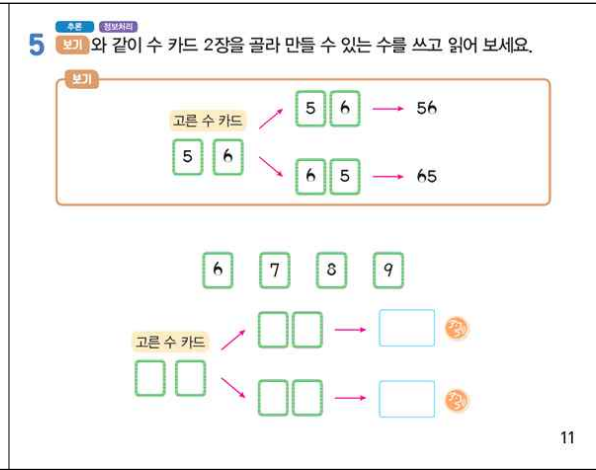 추론 정보처리
5 보기 와 같이 수 카드 2장을 골라 만들 수 있는 수를 쓰고 읽어 보세요.
보기
고른 수 카드
5 6
5 6 → 56
6 5 → 65
6 7 8 9
고른 수 카드
11